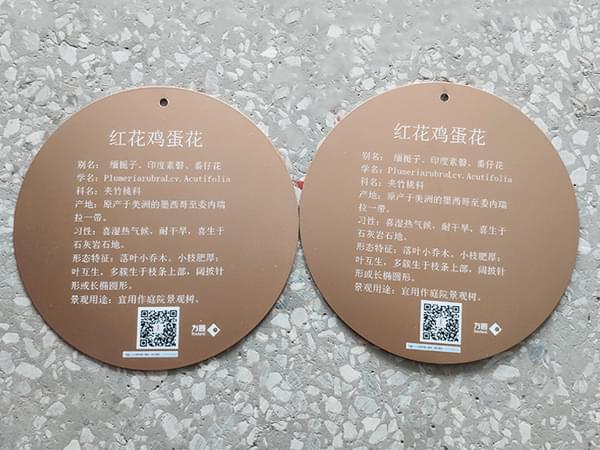 红花鸡蛋花
别名： 缅栀子、印度素磬、番仔花
学名：PlumeriarubraLcv.Acutifolia
科名：夹竹桃科
产地：原产于美洲的墨西哥至委内瑞
拉一带。
习性：喜湿热气候，耐干旱，喜生于
石灰岩石地。
形态特征：落叶小乔木，小枝肥厚；
叶互生，多簇生于枝条上部，阔披针
形或长椭圆形。
景观用途：宜用作庭院景观树。
方圆
红花鸡蛋花
别名： 缅栀子、印度素磬、番仔花
学名：PlumeriarubraLcv.Acutifolia
科名：夹竹桃科
产地：原产于美洲的墨西哥至委内瑞
拉一带。
习性：喜湿热气候，耐干旱，喜生于
石灰岩石地。
形态特征：落叶小乔木，小枝肥厚；
叶互生，多簇生于枝条上部，阔披针
形或长椭圆形。
景观用途：宜用作庭院景观树。
方圆